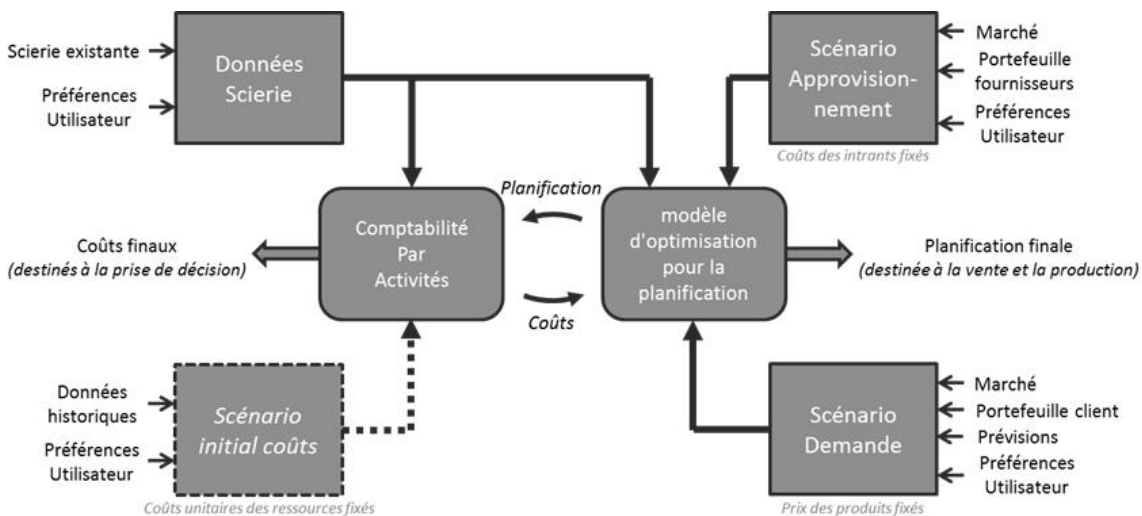 Scierie existante
Préférences
Utilisateur
Données
Scierie
Scénario
Approvision-
nement
Coûts des intrants fixés
Marché
Portefeuille
fournisseurs
Préférences
Utilisateur
Planification
Comptabilité
Par
Activités
modèle
d'optimisation
pour la
planification
Coûts
Coûts finaux
(destinés à la prise de décision)
Planification finale
(destinée à la vente et la production)
Données
historiques
Préférences
Utilisateur
Scénario
initial coûts
Coûts unitaires des ressources fixés
Scénario
Demande
Prix des produits fixés
Marché
Portefeuille client
Prévisions
Préférences
Utilisateur